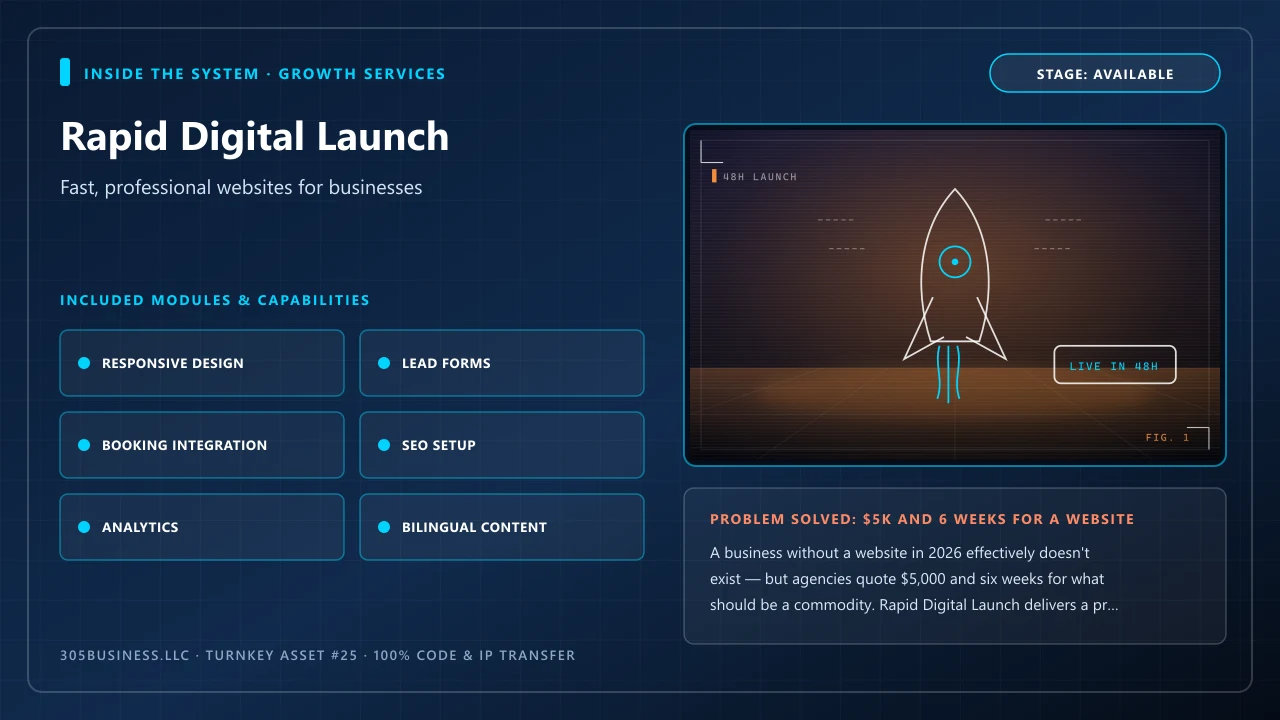 INSIDE THE SYSTEM · GROWTH SERVICES
STAGE: AVAILABLE
Rapid Digital Launch
Fast, professional websites for businesses
48H LAUNCH
LIVE IN 48H
FIG. 1
INCLUDED MODULES & CAPABILITIES
RESPONSIVE DESIGN
LEAD FORMS
BOOKING INTEGRATION
SEO SETUP
ANALYTICS
BILINGUAL CONTENT
PROBLEM SOLVED: $5K AND 6 WEEKS FOR A WEBSITE
A business without a website in 2026 effectively doesn't
exist — but agencies quote $5,000 and six weeks for what
should be a commodity. Rapid Digital Launch delivers a pr...
305BUSINESS.LLC · TURNKEY ASSET #25 · 100% CODE & IP TRANSFER